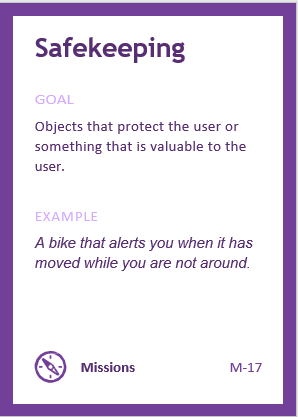 Safekeeping
GOAL
Objects that protect the user or
something that is valuable to the
user.
EXAMPLE
A bike that alerts you when it has
moved while you are not around.
Missions M-17